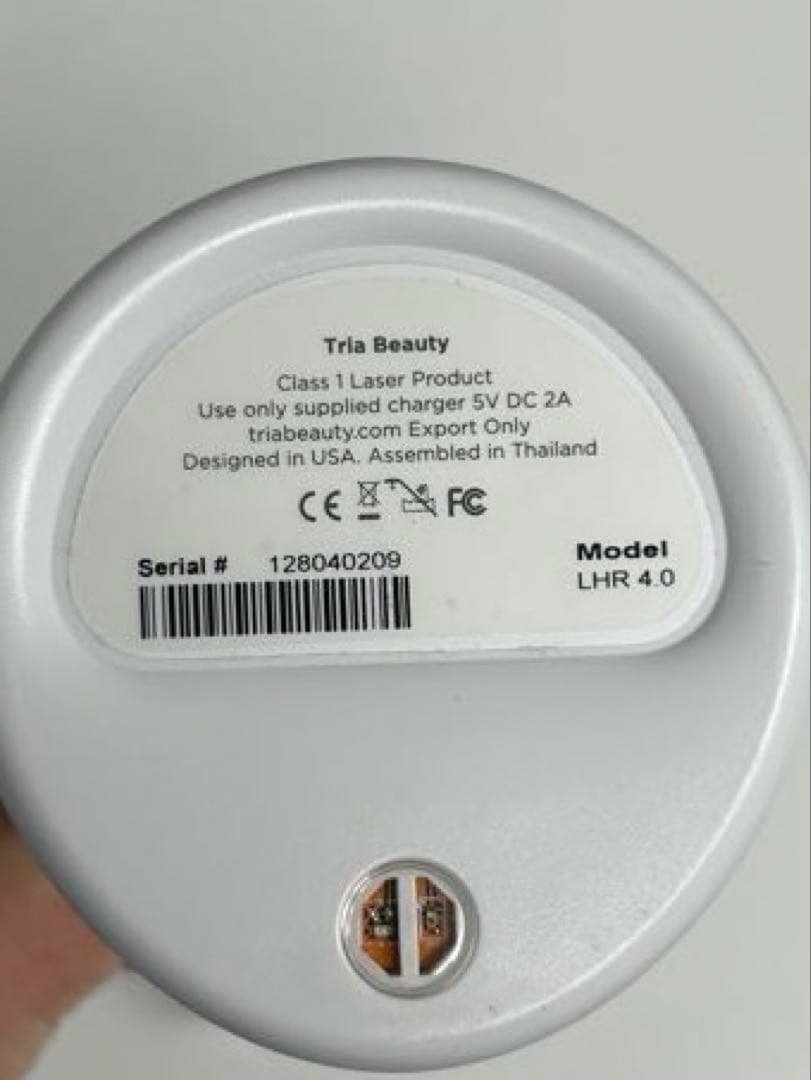 Tria Beauty
Class 1 Laser Product
Use only supplied charger 5V DC 2A
triabeauty.com Export Only
Designed in USA. Assembled in Thailand
CE FC
Serial # 128040209
Model
LHR 4.0